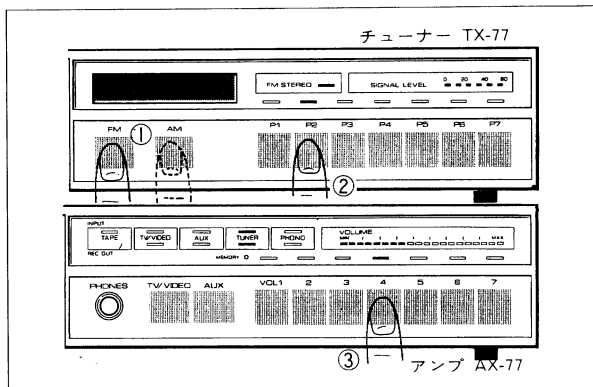 チューナー TX-77
FM STEREO
SIGNAL LEVEL
0 20 40 60
FM
①
AM
P1 P2 P3 P4 P5 P6 P7
②
INPUT
TAPE
TV/VIDEO
AUX
TUNER
PHONO
REC OUT
VOLUME
MIN
MAX
MEMORY
PHONES
TV/VIDEO AUX
VOL1 2 3 4 5 6 7
③
アンプ AX-77